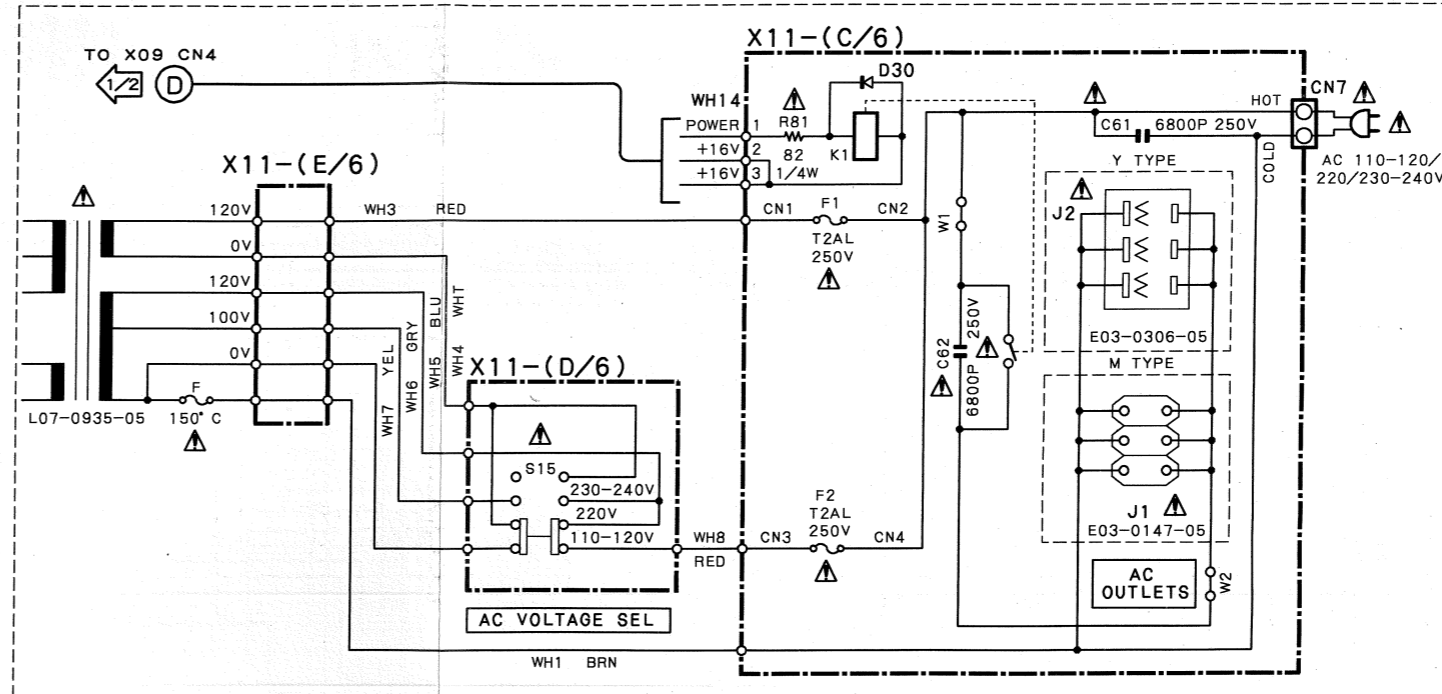 X11-(C/6)
TO X09 CN4
1/2
D
D30
WH14
R81
CN7
POWER 1
HOT
C61 6800P 250V
+16V 2
82
K1
+16V 3
1/4W
COLD
AC 110-120/
220/230-240V
X11-(E/6)
Y TYPE
J2
120V
WH3 RED
CN1
F1
CN2
T2AL
250V
W1
0V
120V
100V
0V
BLU
WHT
GRY
YEL
WH7
WH6
WH5
WH4
C62
6800P 250V
E03-0306-05
M TYPE
X11-(D/6)
F
150°C
L07-0935-05
S15
230-240V
220V
110-120V
F2
T2AL
250V
J1
E03-0147-05
WH8
RED
CN3
CN4
AC
OUTLETS
W2
AC VOLTAGE SEL
WH1 BRN